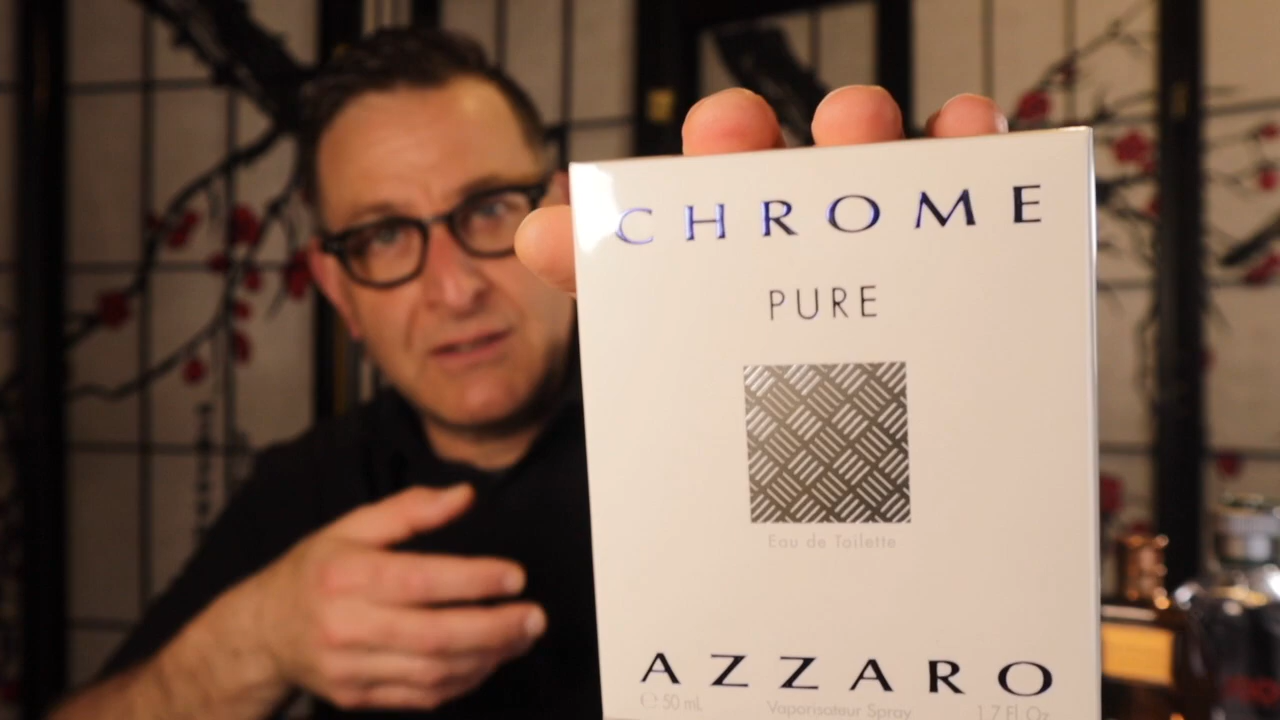 CHROME
PURE
Eau de Toilette
AZZARO
℮ 50 mL Vaporisateur Spray 1.7 Fl. Oz.